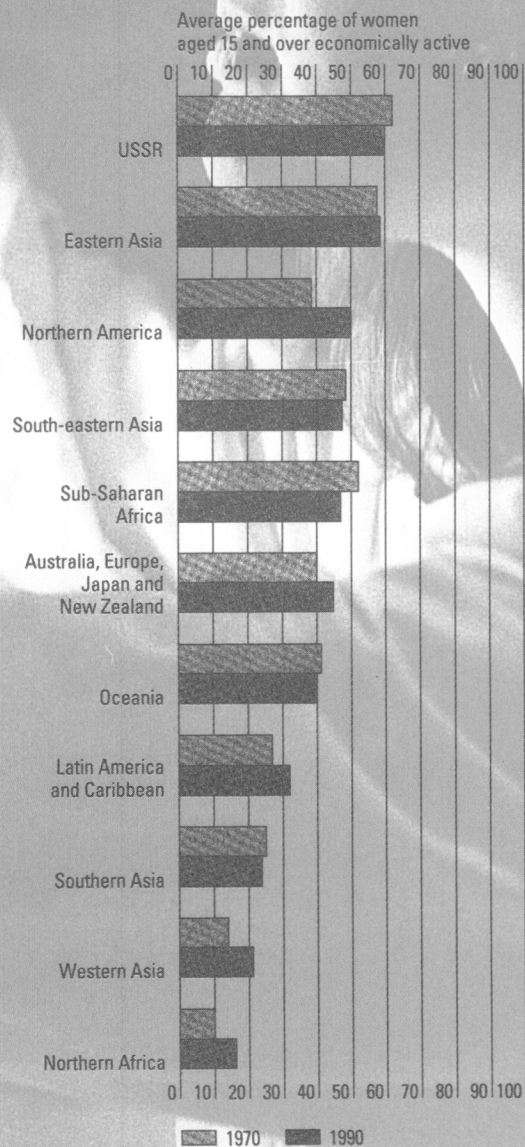 Average percentage of women
aged 15 and over economically active
0 10 20 30 40 50 60 70 80 90 100
USSR
Eastern Asia
Northern America
South-eastern Asia
Sub-Saharan
Africa
Australia, Europe,
Japan and
New Zealand
Oceania
Latin America
and Caribbean
Southern Asia
Western Asia
Northern Africa
0 10 20 30 40 50 60 70 80 90 100
1970 1990